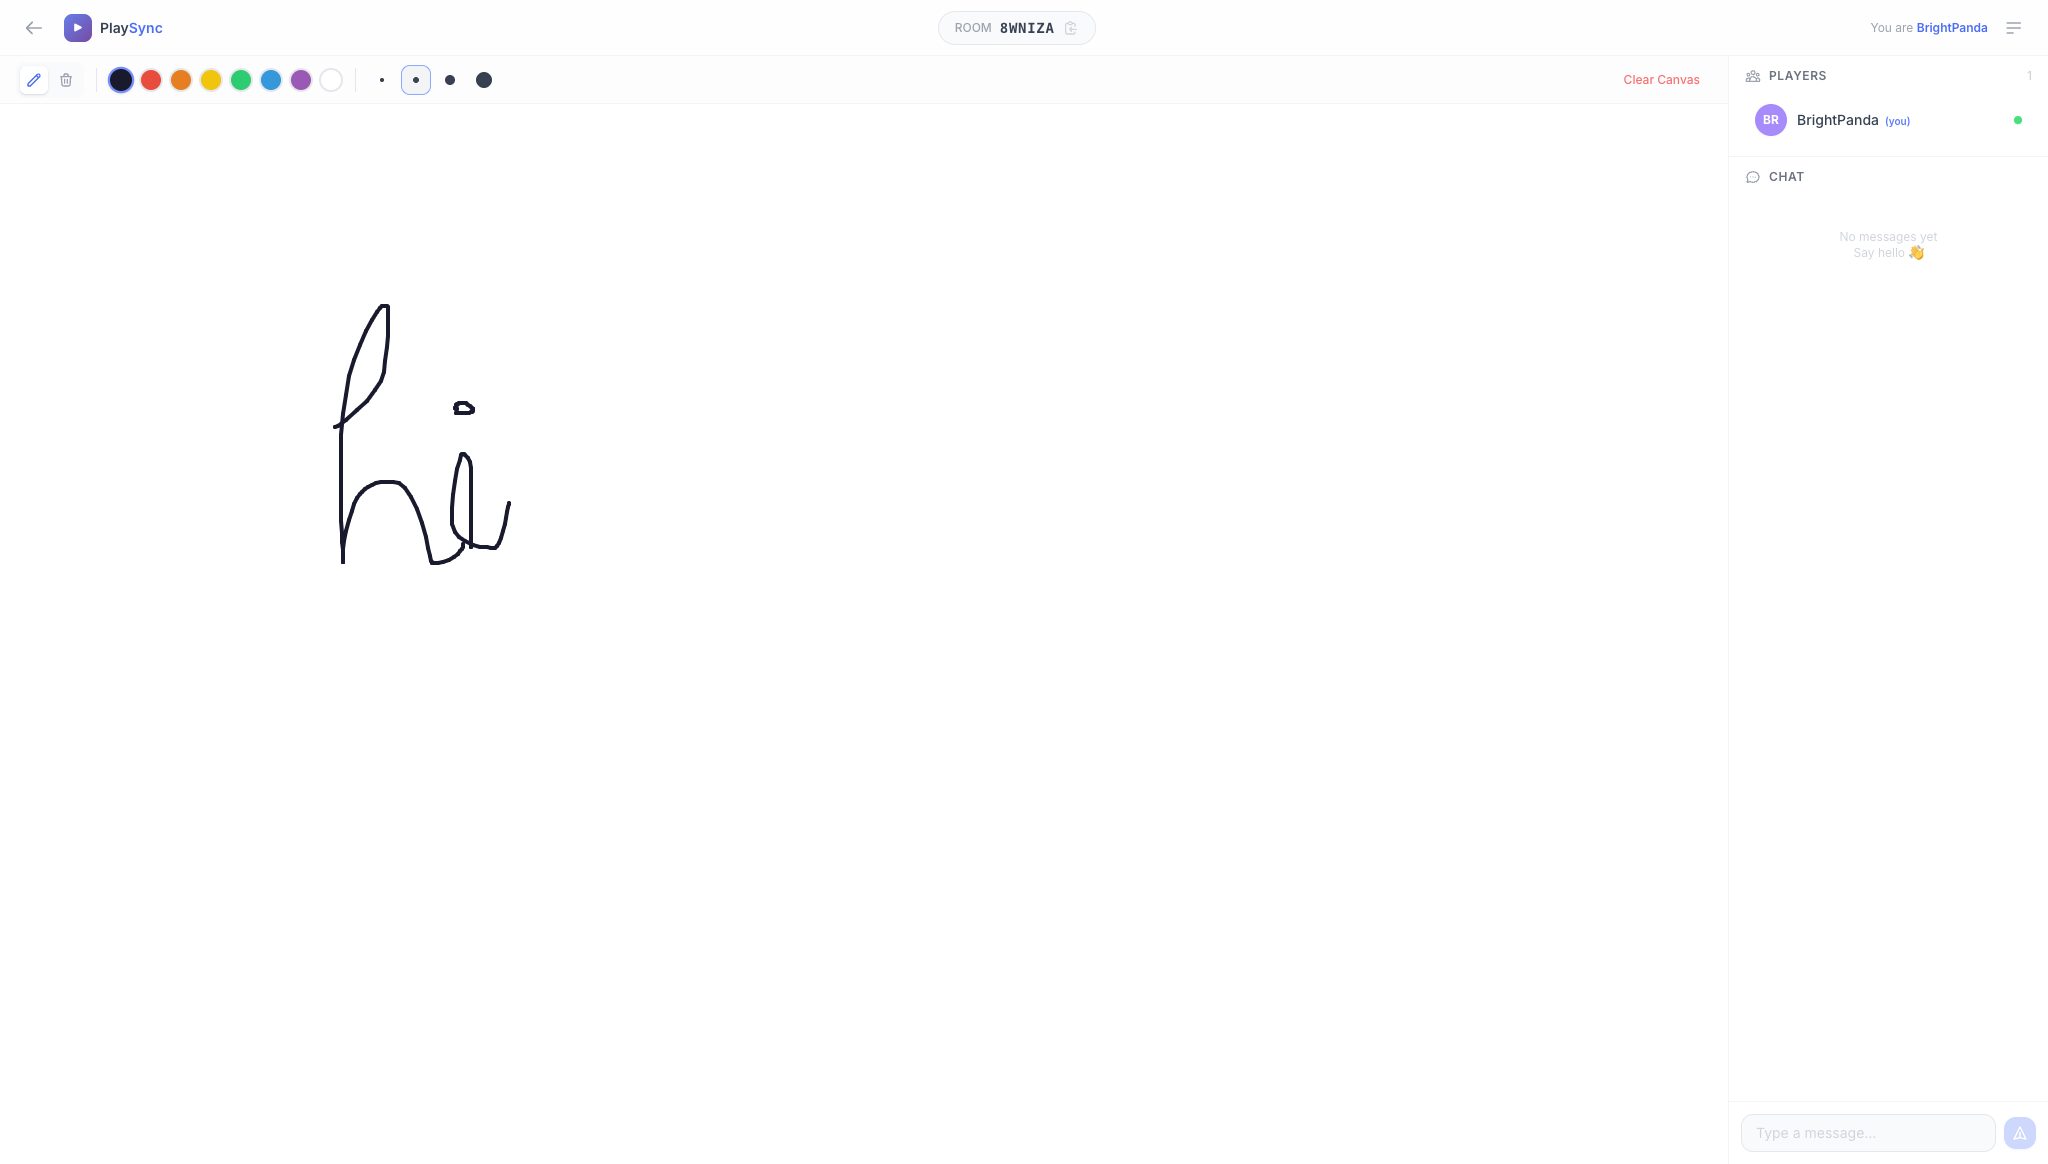 PlaySync
ROOM 8WNIZA
You are BrightPanda
Clear Canvas
PLAYERS 1
BR BrightPanda (you)
CHAT
No messages yet
Say hello 👋
hi
Type a message...